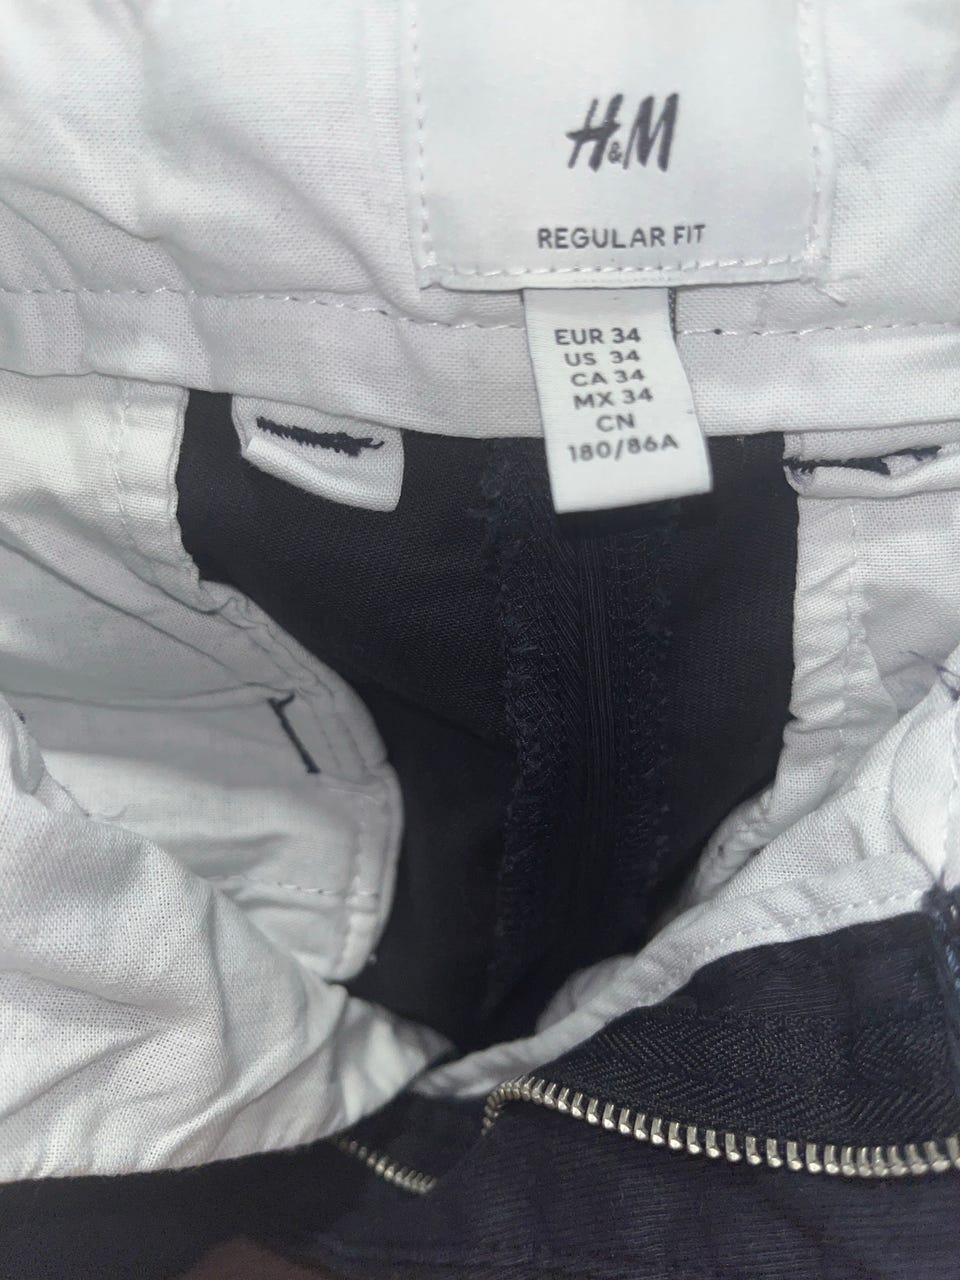 H&M
REGULAR FIT
EUR 34
US 34
CA 34
MX 34
CN
180/86A